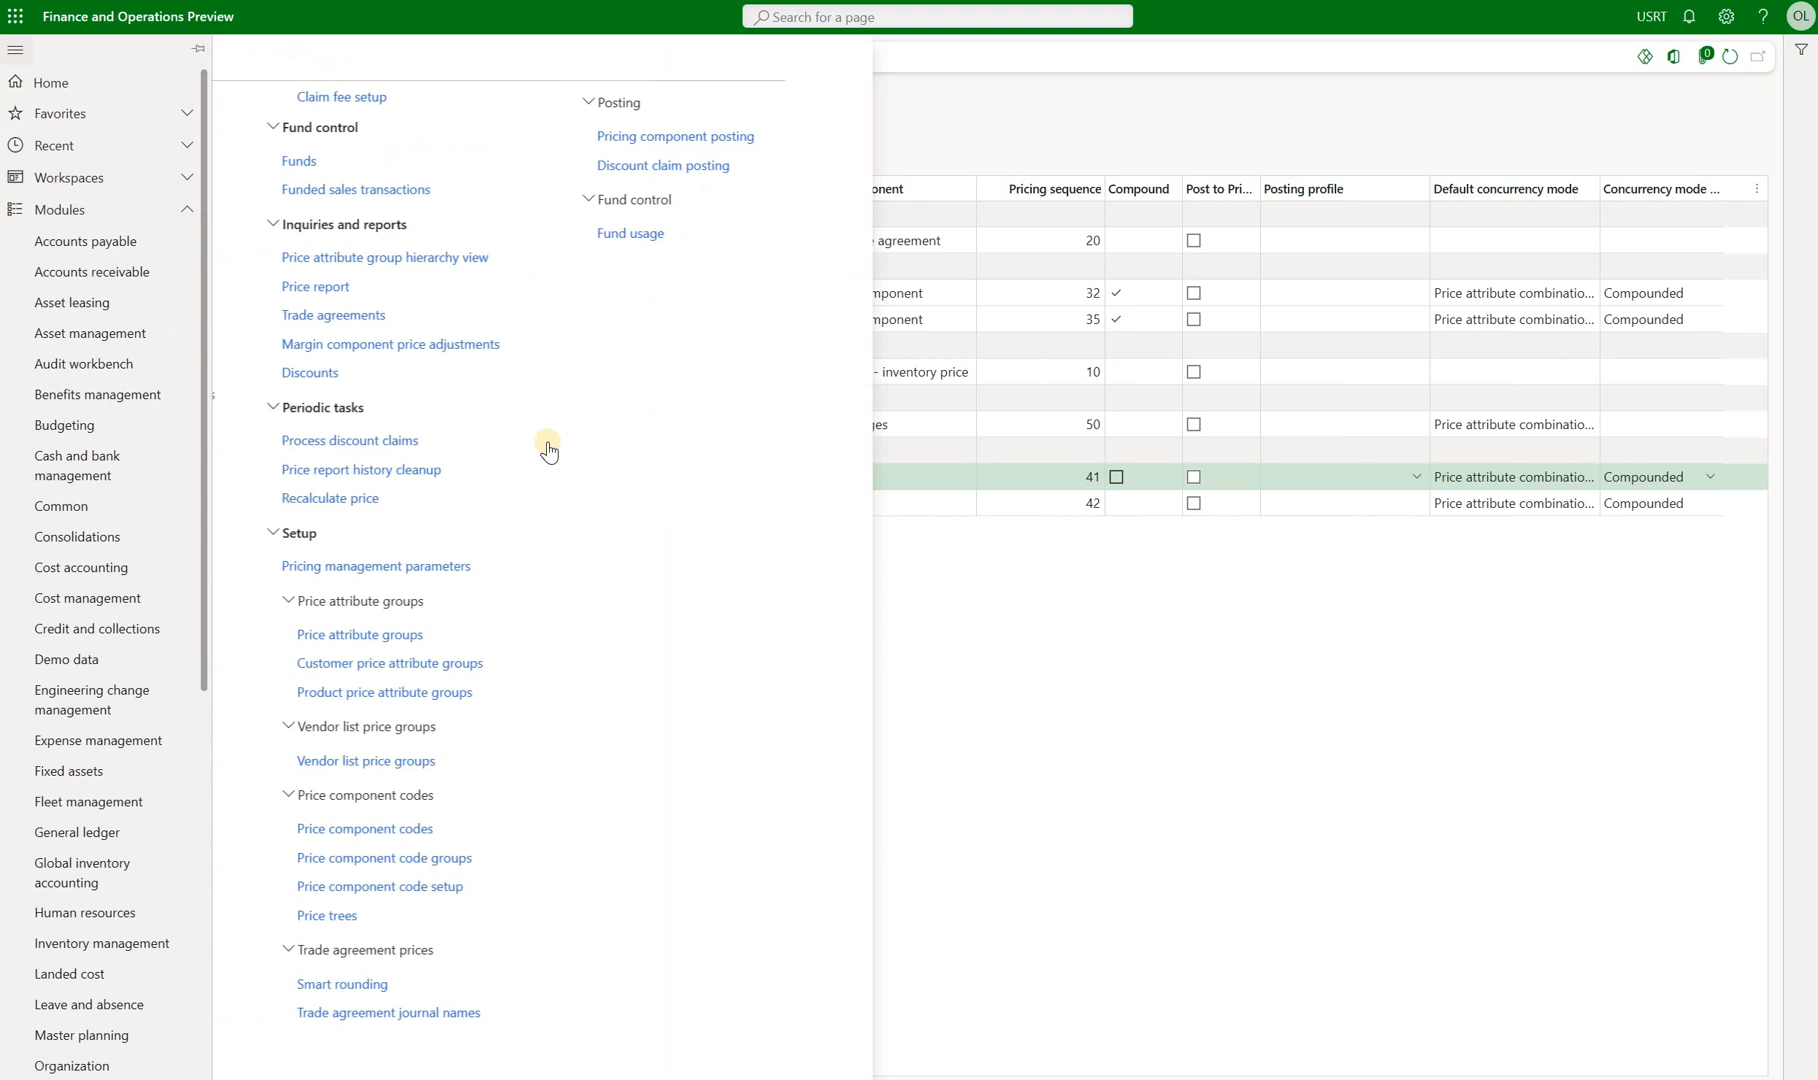 Finance and Operations Preview
Search for a page
USRT
OL
0
Home
Favorites
Recent
Workspaces
Modules
Accounts payable
Accounts receivable
Asset leasing
Asset management
Audit workbench
Benefits management
Budgeting
Cash and bank
management
Common
Consolidations
Cost accounting
Cost management
Credit and collections
Demo data
Engineering change
management
Expense management
Fixed assets
Fleet management
General ledger
Global inventory
accounting
Human resources
Inventory management
Landed cost
Leave and absence
Master planning
Organization
Claim fee setup
Fund control
Funds
Funded sales transactions
Inquiries and reports
Price attribute group hierarchy view
Price report
Trade agreements
Margin component price adjustments
Discounts
Periodic tasks
Process discount claims
Price report history cleanup
Recalculate price
Setup
Pricing management parameters
Price attribute groups
Price attribute groups
Customer price attribute groups
Product price attribute groups
Vendor list price groups
Vendor list price groups
Price component codes
Price component codes
Price component code groups
Price component code setup
Price trees
Trade agreement prices
Smart rounding
Trade agreement journal names
Posting
Pricing component posting
Discount claim posting
Fund control
Fund usage
onent Pricing sequence Compound Post to Pri... Posting profile Default concurrency mode Concurrency mode ...
agreement 20
mponent 32 Price attribute combinatio... Compounded
mponent 35 Price attribute combinatio... Compounded
- inventory price 10
ges 50 Price attribute combinatio...
41 Price attribute combinatio... Compounded
42 Price attribute combinatio... Compounded